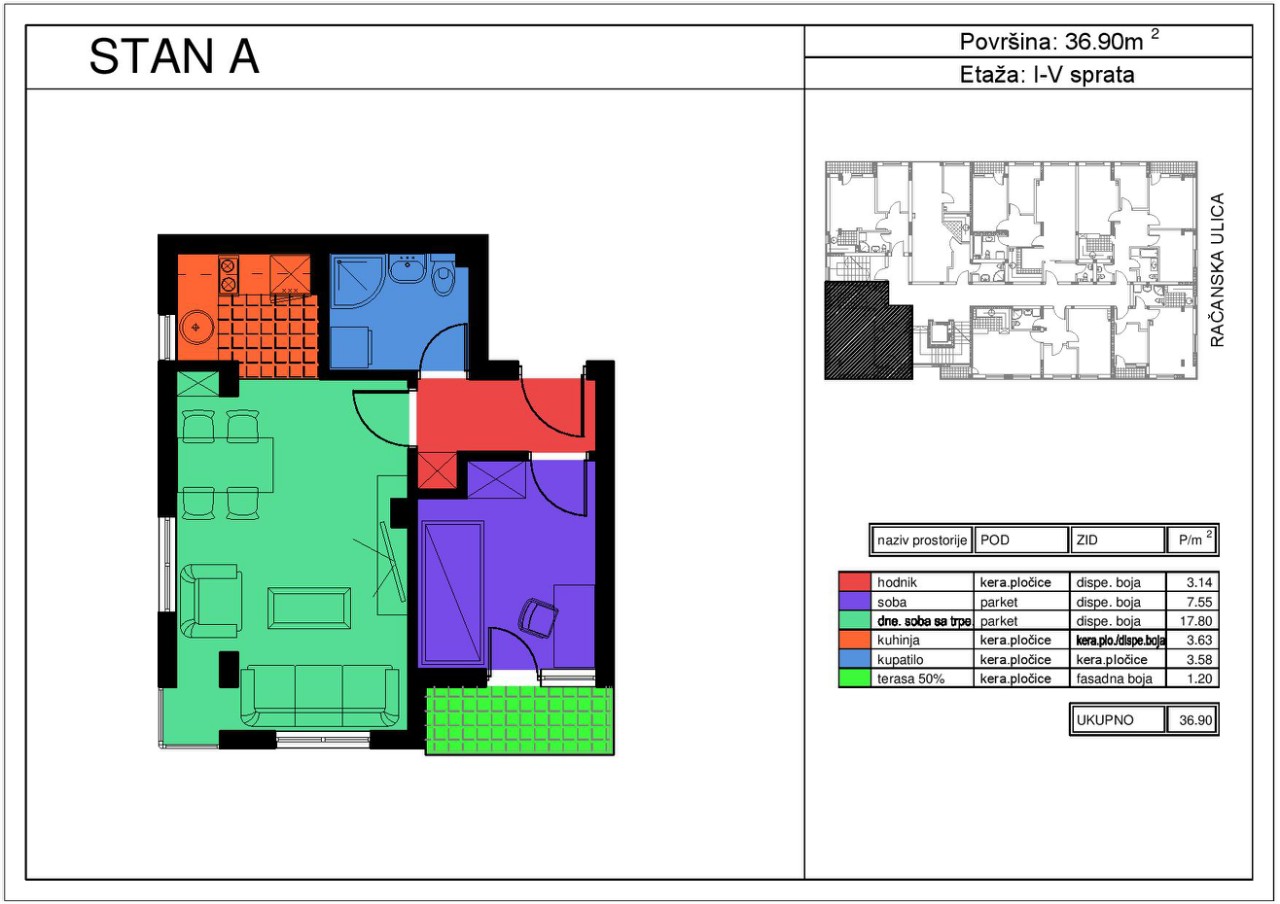 STAN A
Površina: 36.90m 2
Etaža: I-V sprata
RAČANSKA ULICA
naziv prostorije POD ZID P/m 2
hodnik kera.pločice dispe. boja 3.14
soba parket dispe. boja 7.55
dne. soba sa trpe. parket dispe. boja 17.80
kuhinja kera.pločice kera.plo./dispe.boja 3.63
kupatilo kera.pločice kera.pločice 3.58
terasa 50% kera.pločice fasadna boja 1.20
UKUPNO 36.90